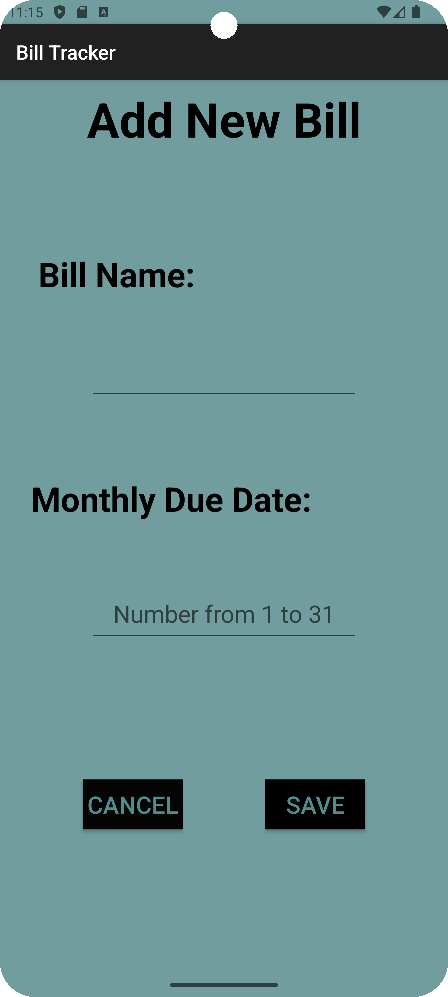 11:15
Bill Tracker
Add New Bill
Bill Name:
Monthly Due Date:
Number from 1 to 31
CANCEL
SAVE